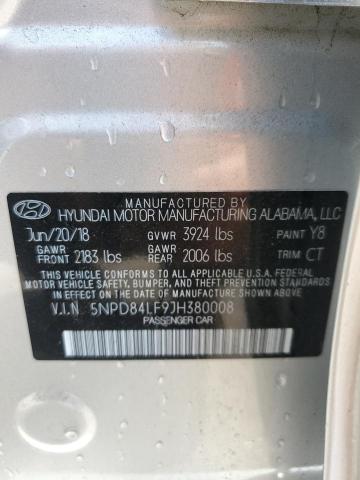 MANUFACTURED BY
HYUNDAI MOTOR MANUFACTURING ALABAMA, LLC
Jun/20/18 GVWR 3924 lbs PAINT Y8
GAWR FRONT 2183 lbs GAWR REAR 2006 lbs TRIM CT
THIS VEHICLE CONFORMS TO ALL APPLICABLE U.S.A. FEDERAL
MOTOR VEHICLE SAFETY, BUMPER, AND THEFT PREVENTION
STANDARDS IN EFFECT ON THE DATE OF MANUFACTURE SHOWN ABOVE.
V.I.N. 5NPD84LF9JH380008
PASSENGER CAR